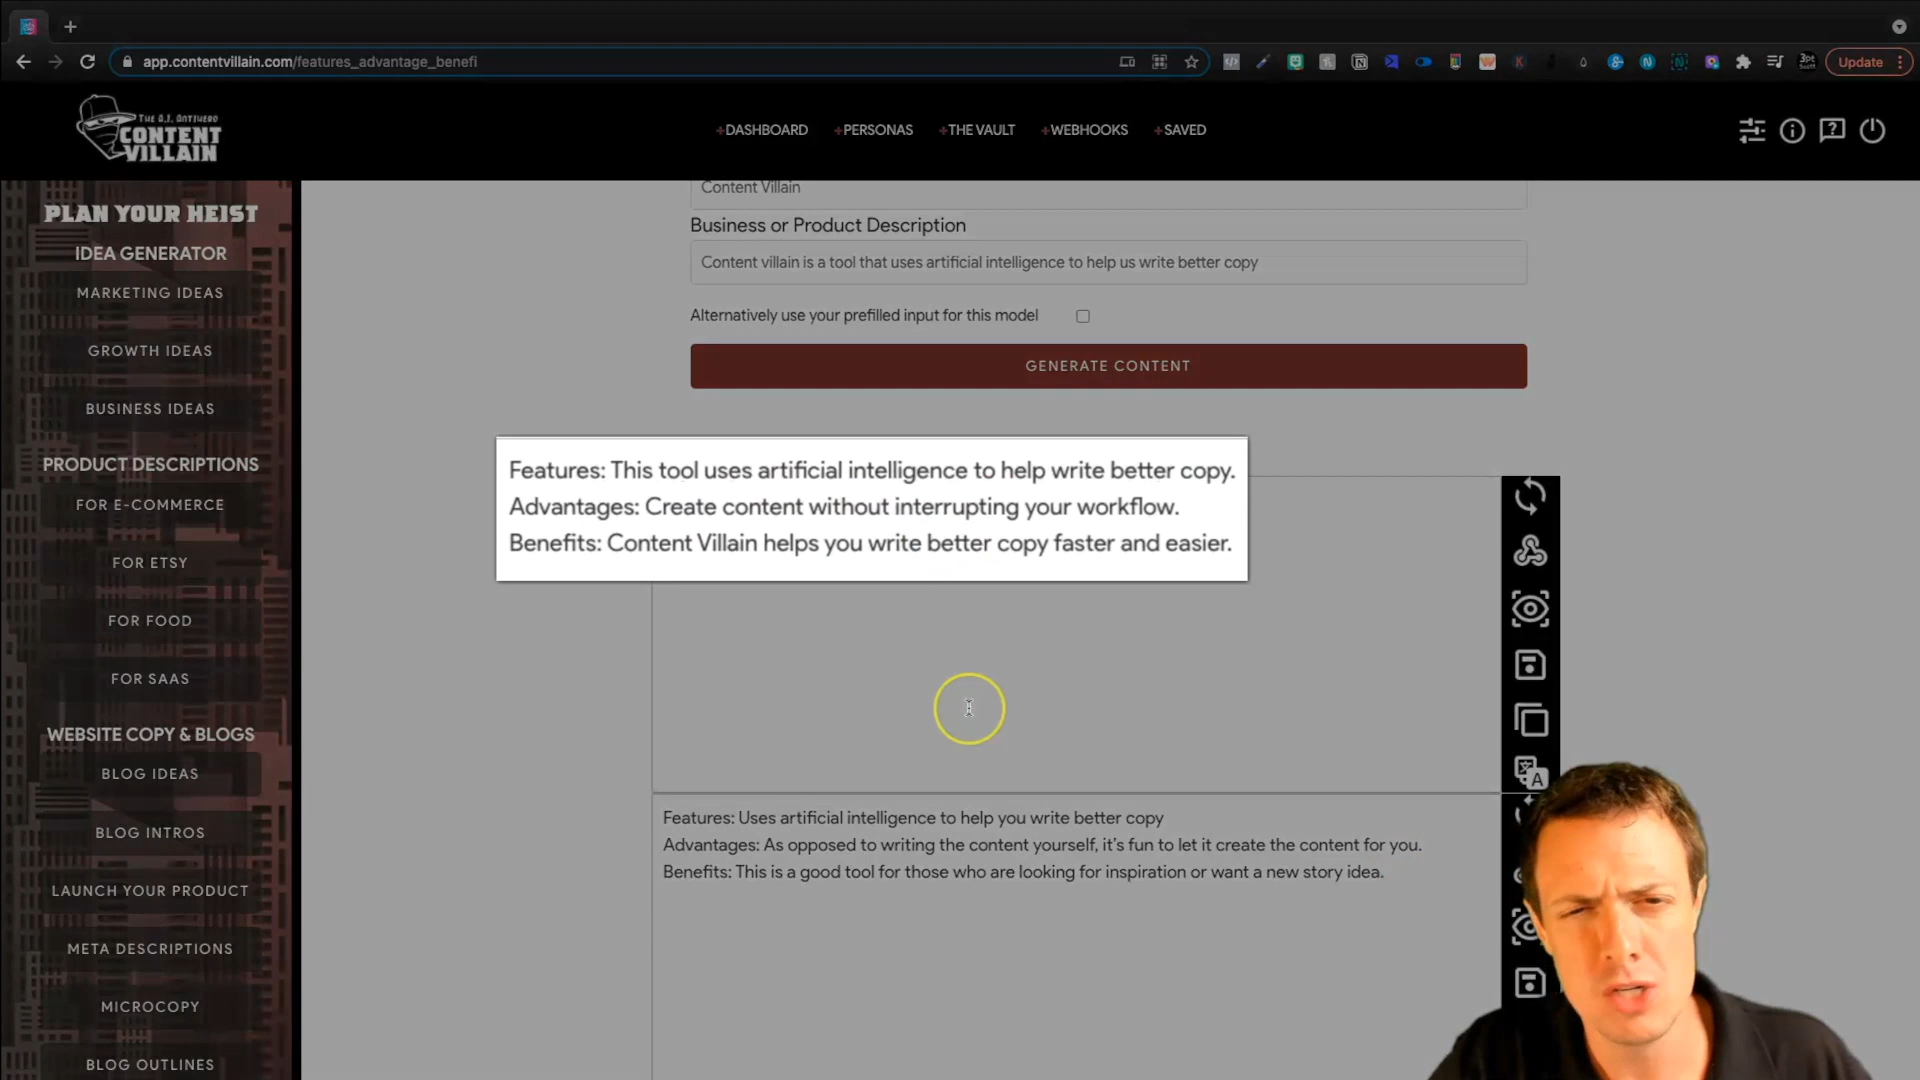 app.contentvillain.com/features_advantage_benefi
3pt
Scott
Update
THE A.I. ANTIHERO
CONTENT
VILLAIN
+DASHBOARD
+PERSONAS
+THE VAULT
+WEBHOOKS
+SAVED
PLAN YOUR HEIST
IDEA GENERATOR
MARKETING IDEAS
GROWTH IDEAS
BUSINESS IDEAS
PRODUCT DESCRIPTIONS
FOR E-COMMERCE
FOR ETSY
FOR FOOD
FOR SAAS
WEBSITE COPY & BLOGS
BLOG IDEAS
BLOG INTROS
LAUNCH YOUR PRODUCT
META DESCRIPTIONS
MICROCOPY
BLOG OUTLINES
Content Villain
Business or Product Description
Content villain is a tool that uses artificial intelligence to help us write better copy
Alternatively use your prefilled input for this model
GENERATE CONTENT
Features: This tool uses artificial intelligence to help write better copy.
Advantages: Create content without interrupting your workflow.
Benefits: Content Villain helps you write better copy faster and easier.
Features: Uses artificial intelligence to help you write better copy
Advantages: As opposed to writing the content yourself, it's fun to let it create the content for you.
Benefits: This is a good tool for those who are looking for inspiration or want a new story idea.